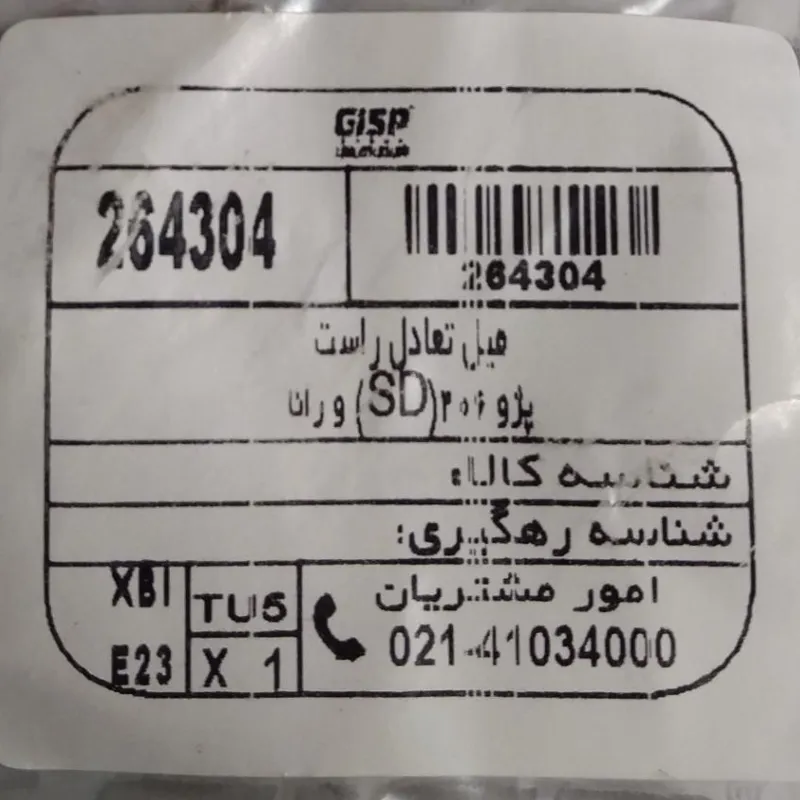 GISP
264304
264304
میل تعادل راست
پژو ۲۰۶(SD) و رانا
شناسه کالا:
شناسه رهگیری:
XBI
E23
TU5
X 1
امور مشتریان
021-41034000